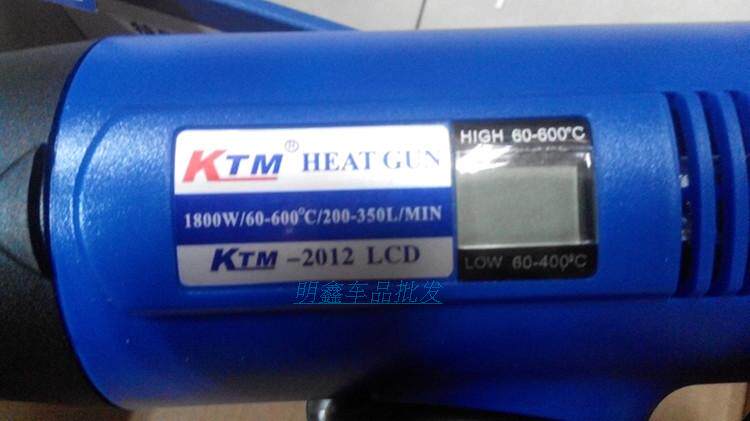 KTM® HEAT GUN
1800W/60-600°C/200-350L/MIN
KTM -2012 LCD
HIGH 60-600°C
LOW 60-400°C
明鑫车品批发